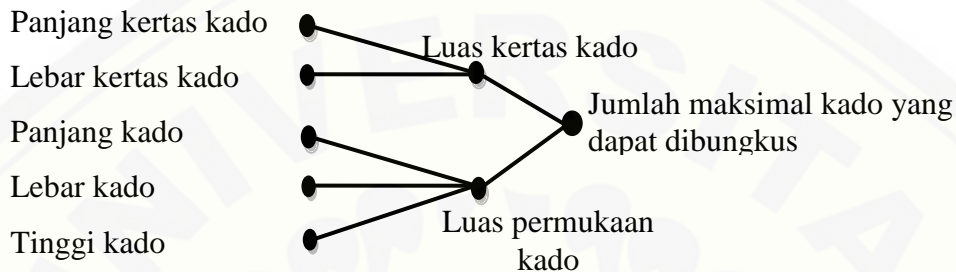 Panjang kertas kado
Lebar kertas kado
Panjang kado
Lebar kado
Tinggi kado
Luas kertas kado
Luas permukaan
kado
Jumlah maksimal kado yang
dapat dibungkus
UNIVERSITA